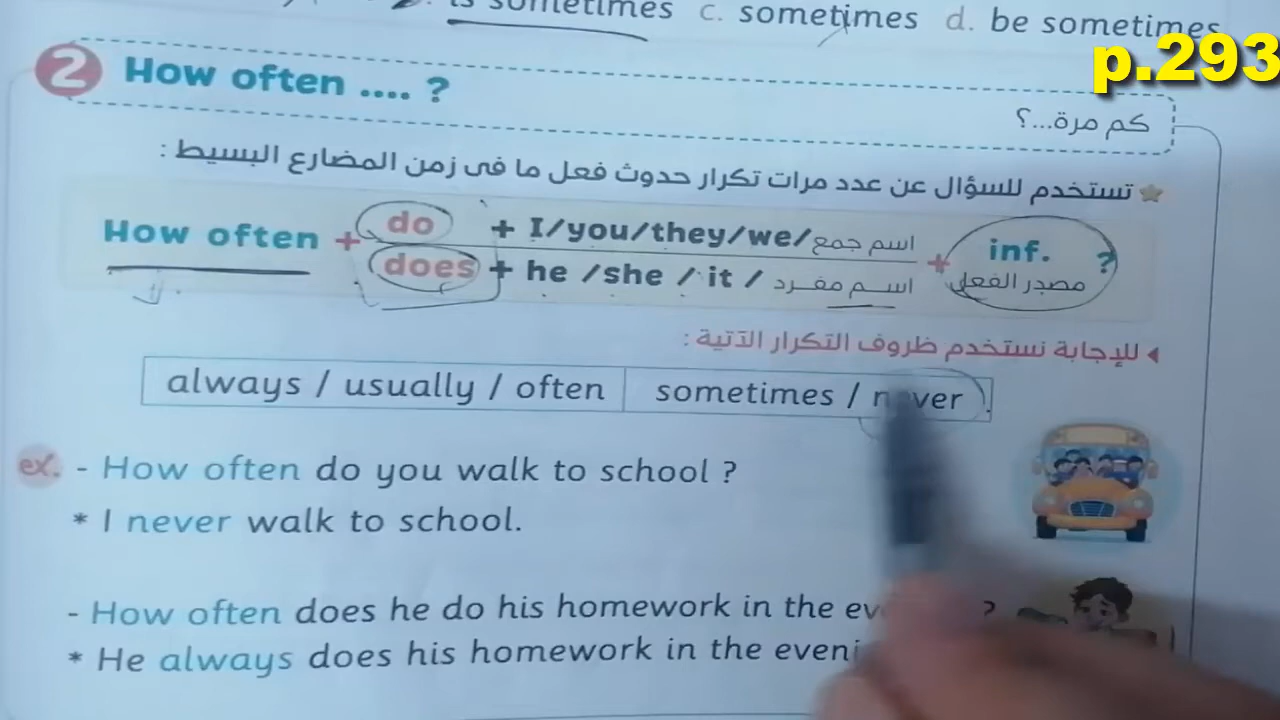 is sometimes c. sometimes d. be sometimes
p.293
2 How often .... ?
كم مرة...؟
تستخدم للسؤال عن عدد مرات تكرار حدوث فعل ما فى زمن المضارع البسيط :
How often + do + I/you/they/we/ اسم جمع + inf. ?
does + he /she / it / اسم مفرد مصدر الفعل
للإجابة نستخدم ظروف التكرار الآتية :
always / usually / often sometimes / never
ex. - How often do you walk to school ?
* I never walk to school.
- How often does he do his homework in the ?
* He always does his homework in the